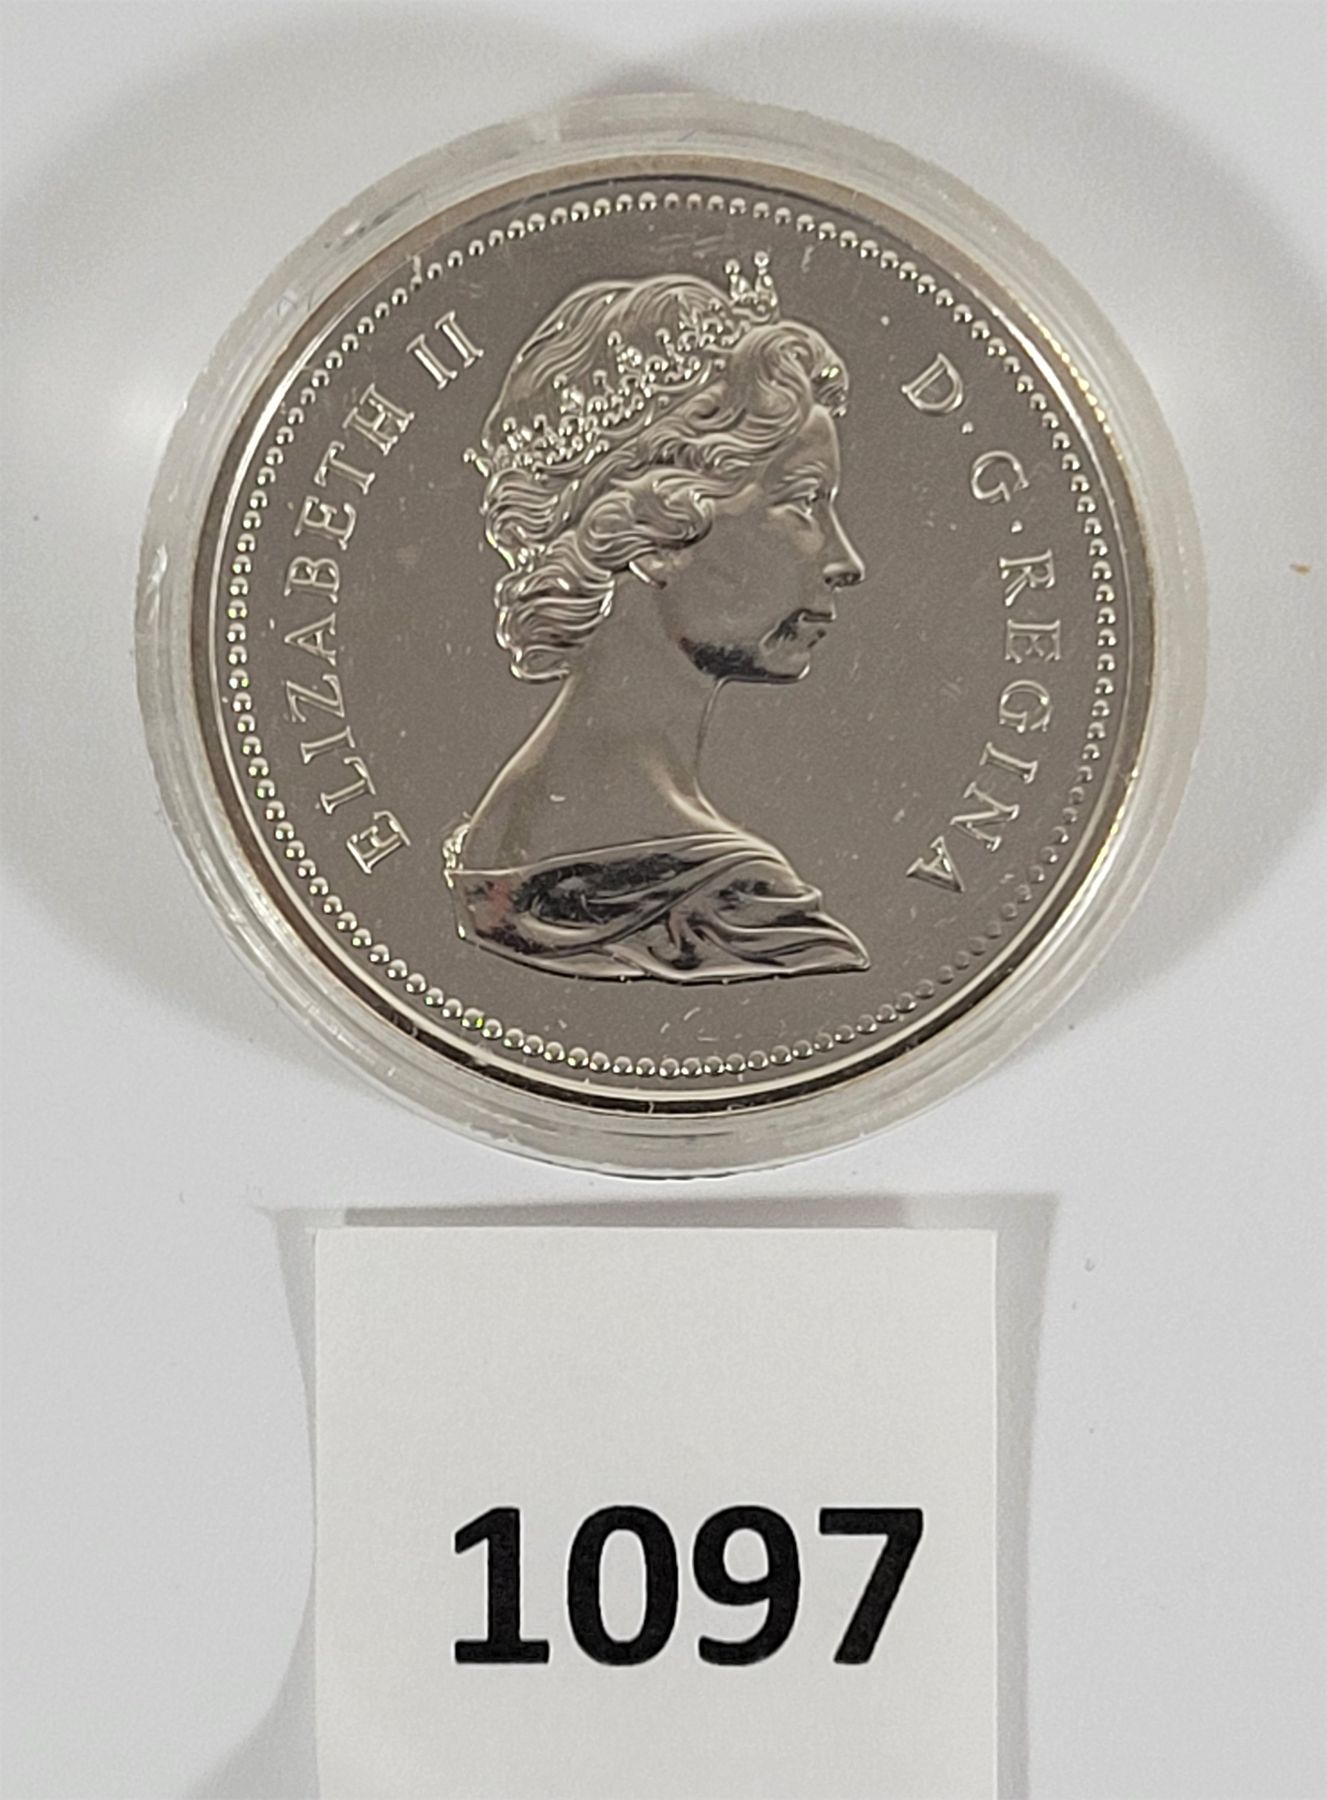 ELIZABETH II D·G·REGINA
1097